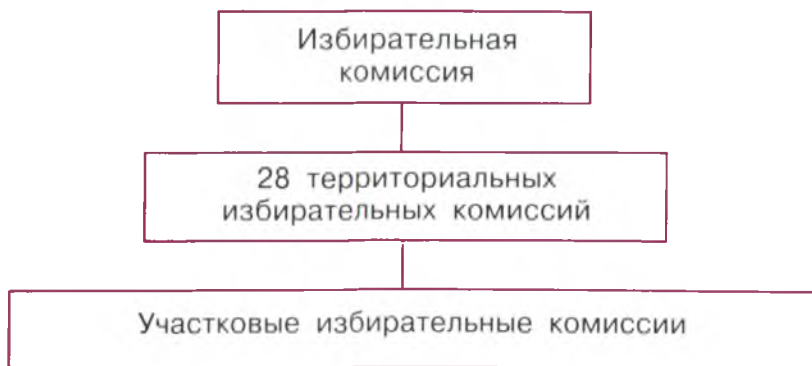 Избирательная
комиссия
28 территориальных
избирательных комиссий
Участковые избирательные комиссии